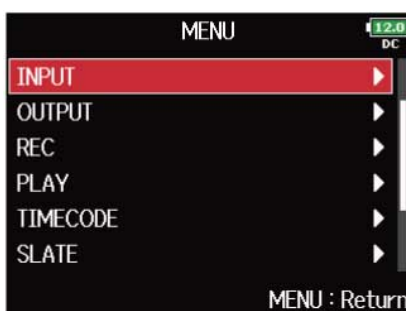 MENU
12.0
DC
INPUT
OUTPUT
REC
PLAY
TIMECODE
SLATE
MENU : Return